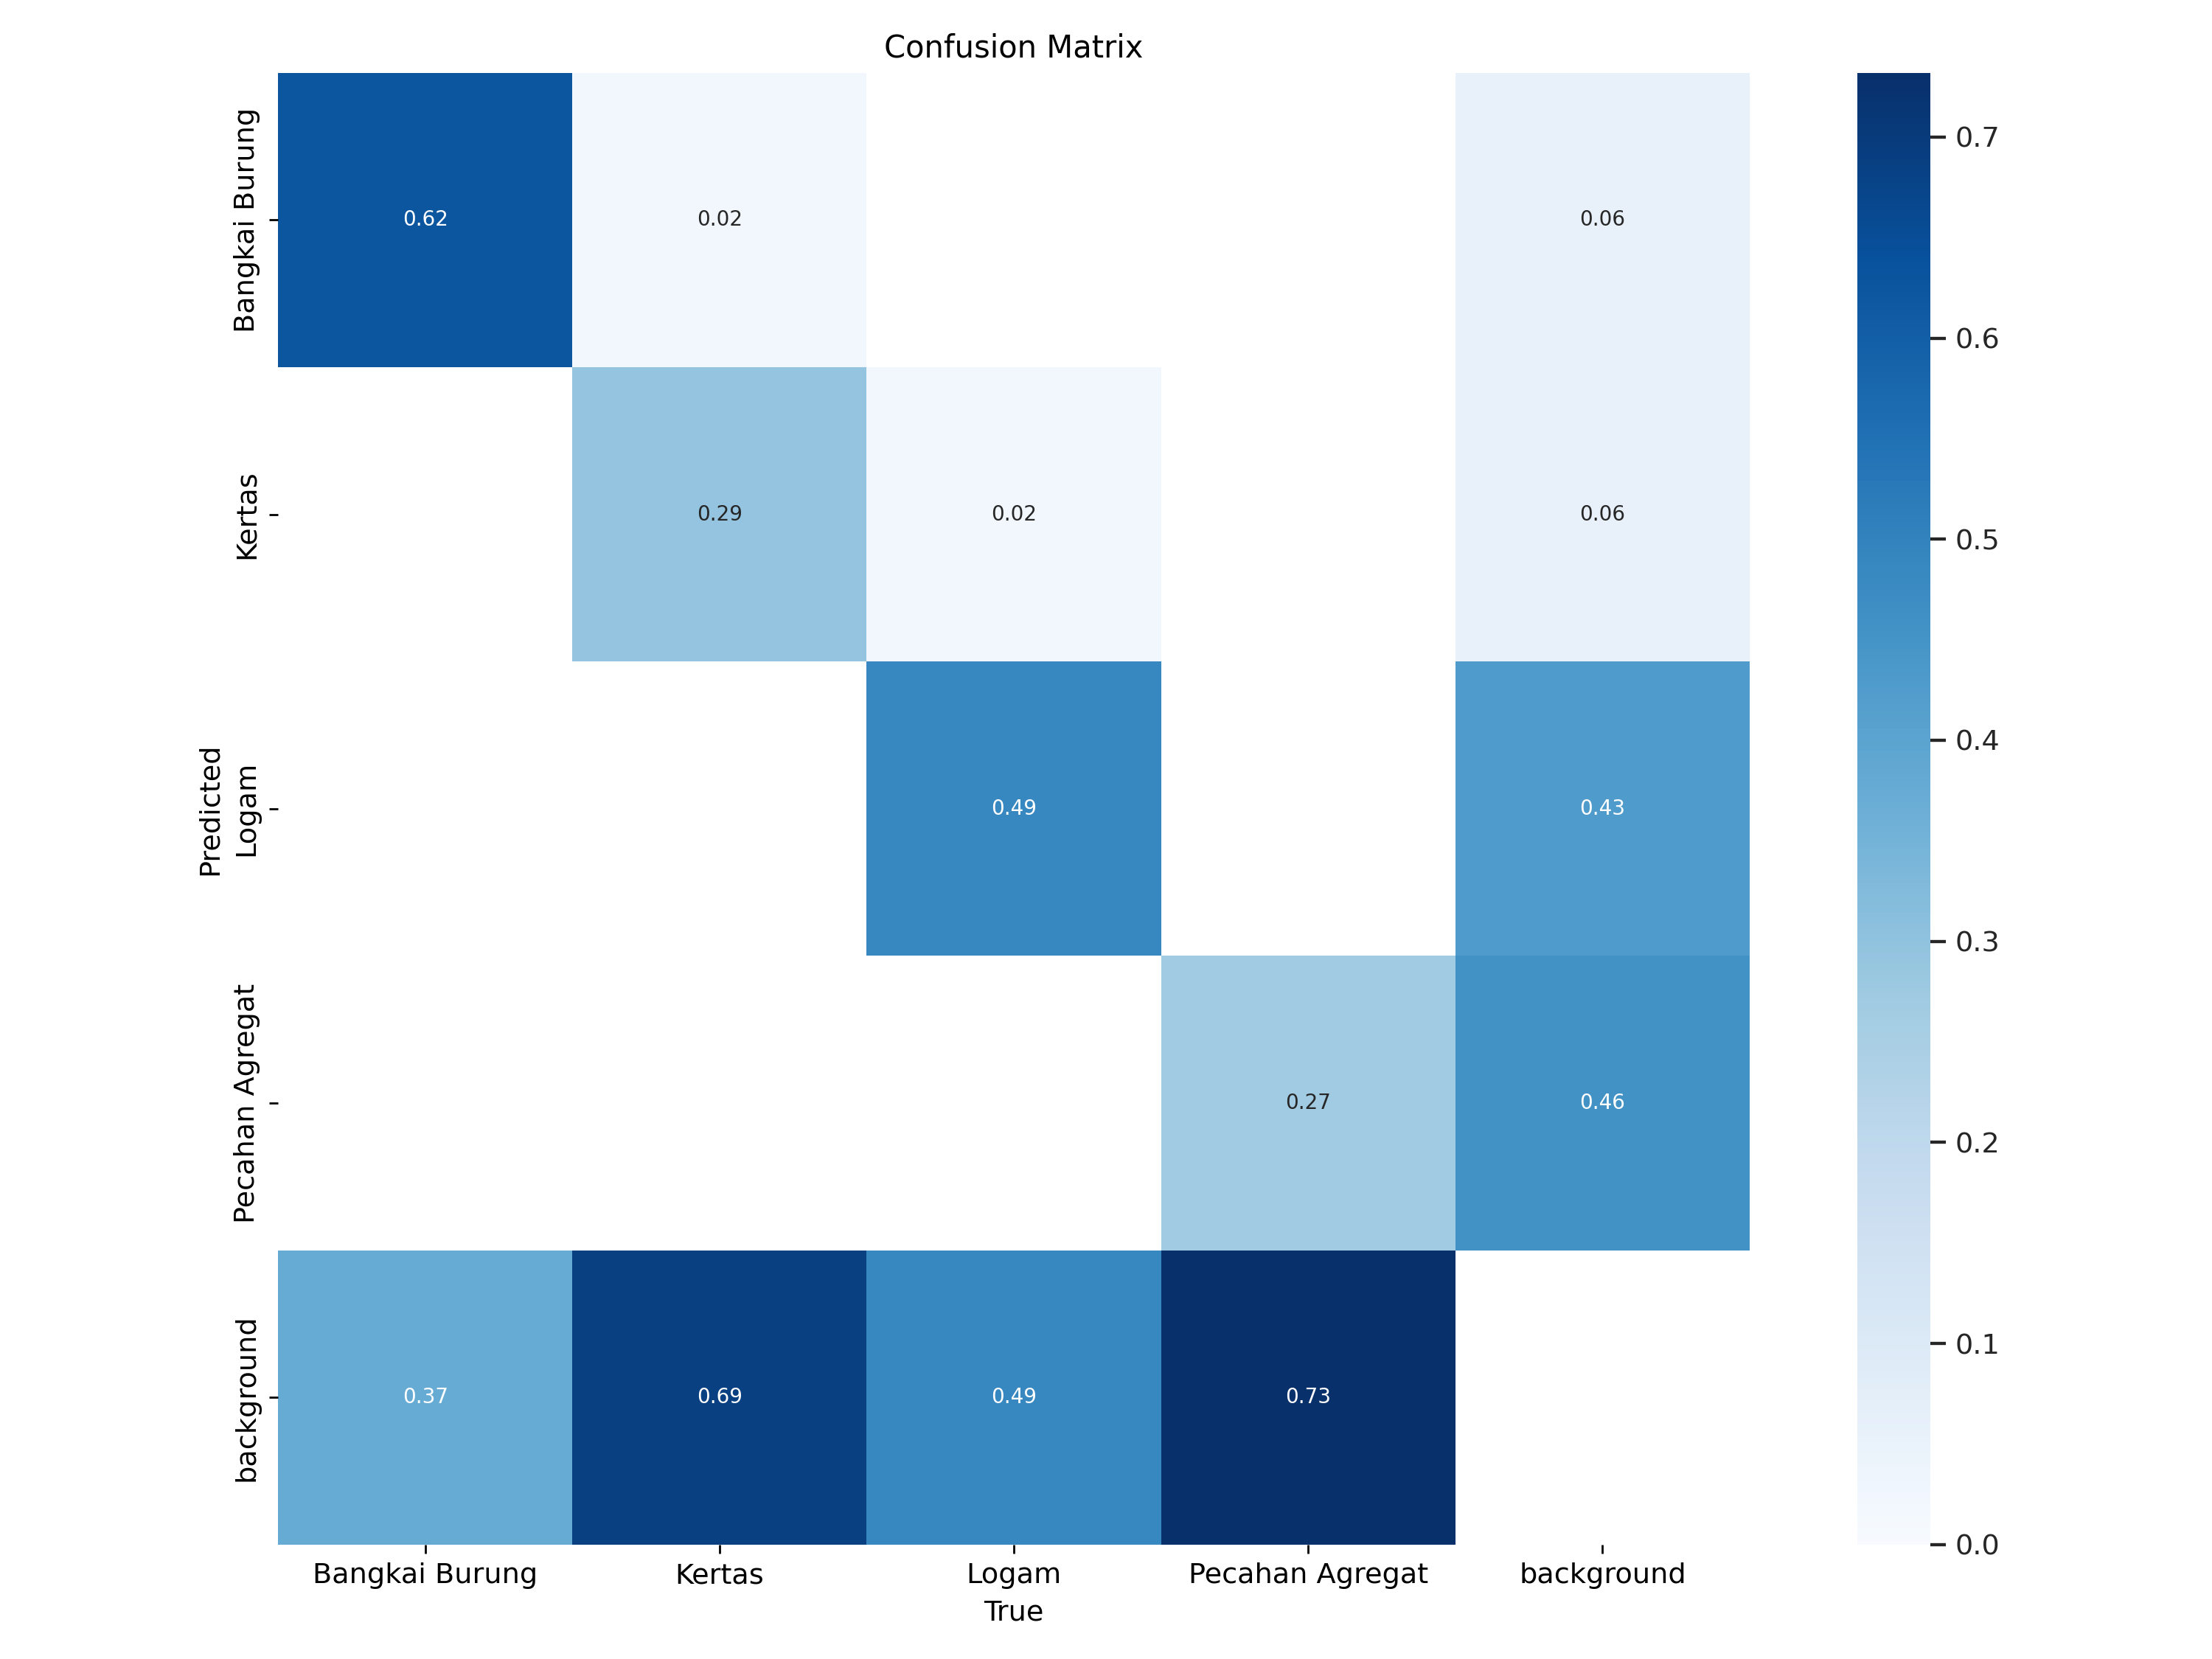 Confusion Matrix
Predicted
Bangkai Burung
0.62 0.02 0.06
Kertas
0.29 0.02 0.06
Logam
0.49 0.43
Pecahan Agregat
0.27 0.46
background
0.37 0.69 0.49 0.73
Bangkai Burung Kertas Logam Pecahan Agregat background
True
0.7
0.6
0.5
0.4
0.3
0.2
0.1
0.0